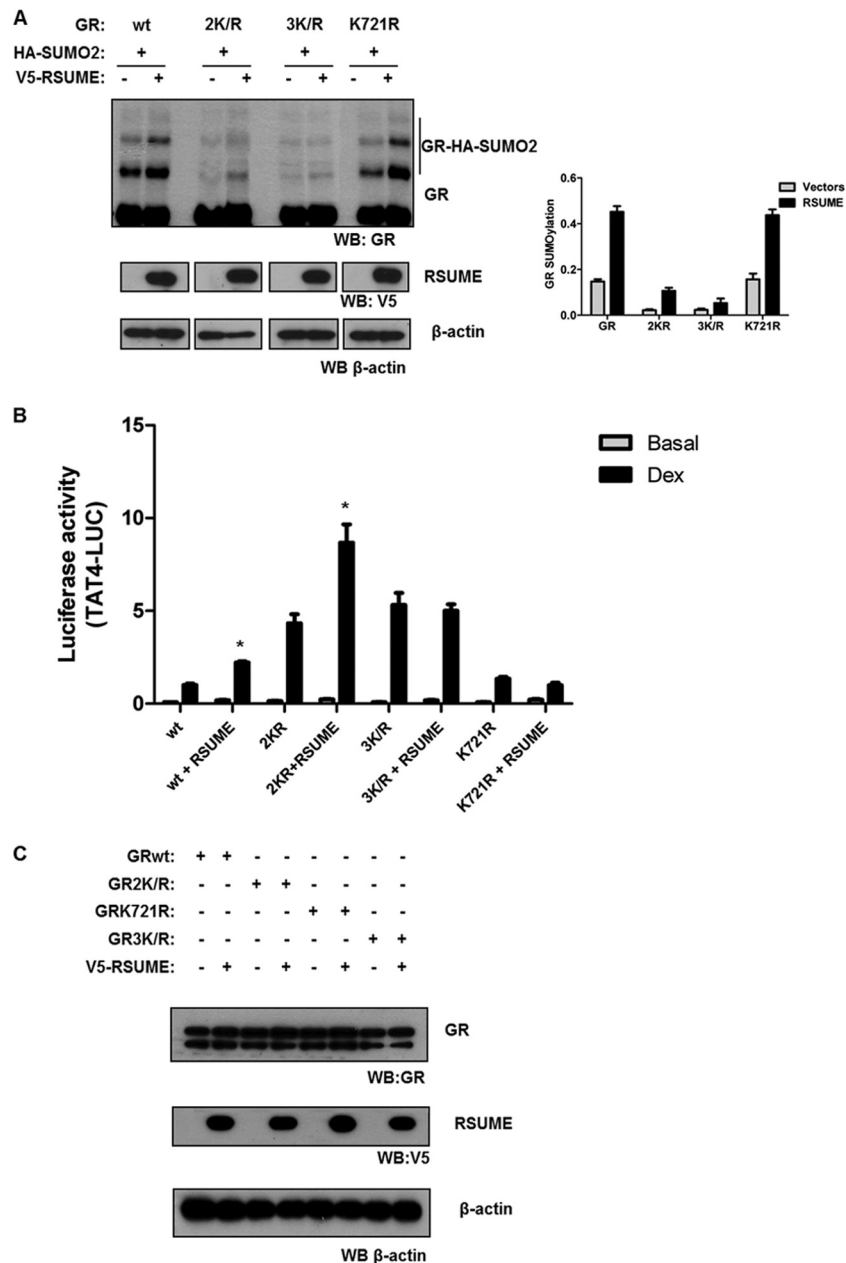 A
GR: wt 2K/R 3K/R K721R
HA-SUMO2: + + + +
V5-RSUME: - + - + - + - +
GR-HA-SUMO2
GR
WB: GR
RSUME
WB: V5
β-actin
WB β-actin
GR SUMOylation
0.6
0.4
0.2
0.0
GR 2KR 3K/R K721R
Vectors
RSUME
B
Luciferase activity
(TAT4-LUC)
15
10
5
0
* *
wt
wt + RSUME
2KR
2KR+RSUME
3K/R
3K/R + RSUME
K721R
K721R + RSUME
Basal
Dex
C
GRwt: + + - - - - - -
GR2K/R: - - + + - - - -
GRK721R: - - - - + + - -
GR3K/R: - - - - - - + +
V5-RSUME: - + - + - + - +
GR
WB:GR
RSUME
WB:V5
β-actin
WB β-actin